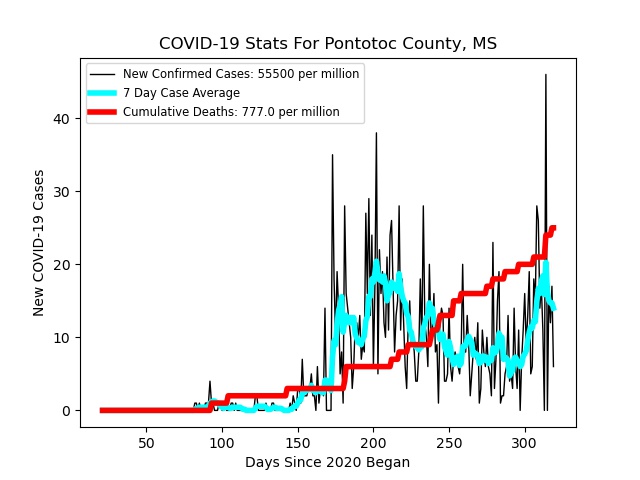 COVID-19 Stats For Pontotoc County, MS
New Confirmed Cases: 55500 per million
7 Day Case Average
Cumulative Deaths: 777.0 per million
New COVID-19 Cases
40
30
20
10
0
50 100 150 200 250 300
Days Since 2020 Began